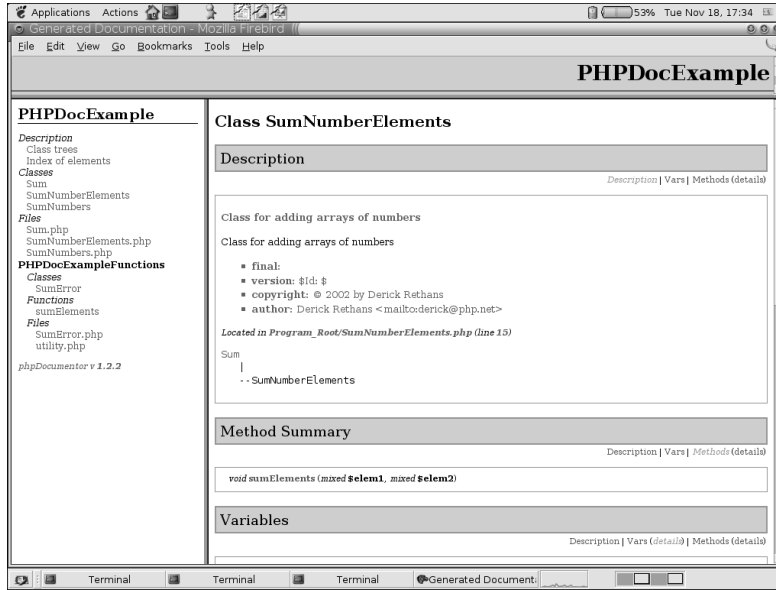 Applications Actions 53% Tue Nov 18, 17:34
Generated Documentation - Mozilla Firebird
File Edit View Go Bookmarks Tools Help
PHPDocExample
PHPDocExample
Description
Class trees
Index of elements
Classes
Sum
SumNumberElements
SumNumbers
Files
Sum.php
SumNumberElements.php
SumNumbers.php
PHPDocExampleFunctions
Classes
SumError
Functions
sumElements
Files
SumError.php
utility.php
phpDocumentor v 1.2.2
Class SumNumberElements
Description
Description | Vars | Methods (details)
Class for adding arrays of numbers
Class for adding arrays of numbers
final:
version: $Id: $
copyright: © 2002 by Derick Rethans
author: Derick Rethans <mailto:derick@php.net>
Located in Program_Root/SumNumberElements.php (line 15)
Sum
|
--SumNumberElements
Method Summary
Description | Vars | Methods (details)
void sumElements (mixed $elem1, mixed $elem2)
Variables
Description | Vars (details) | Methods (details)
Terminal Terminal Terminal Generated Document